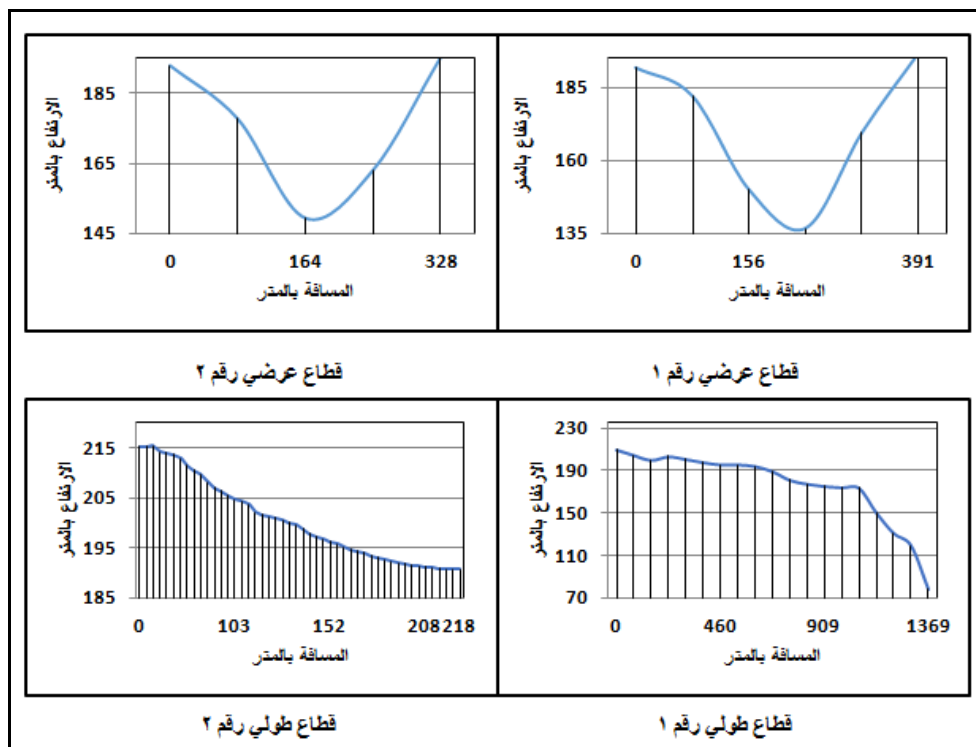 الارتفاع بالمتر
185
160
135
0 156 391
المسافة بالمتر
قطاع عرضي رقم ١
الارتفاع بالمتر
185
165
145
0 164 328
المسافة بالمتر
قطاع عرضي رقم ٢
الارتفاع بالمتر
230
190
150
110
70
0 460 909 1369
المسافة بالمتر
قطاع طولي رقم ١
الارتفاع بالمتر
215
205
195
185
0 103 152 208 218
المسافة بالمتر
قطاع طولي رقم ٢